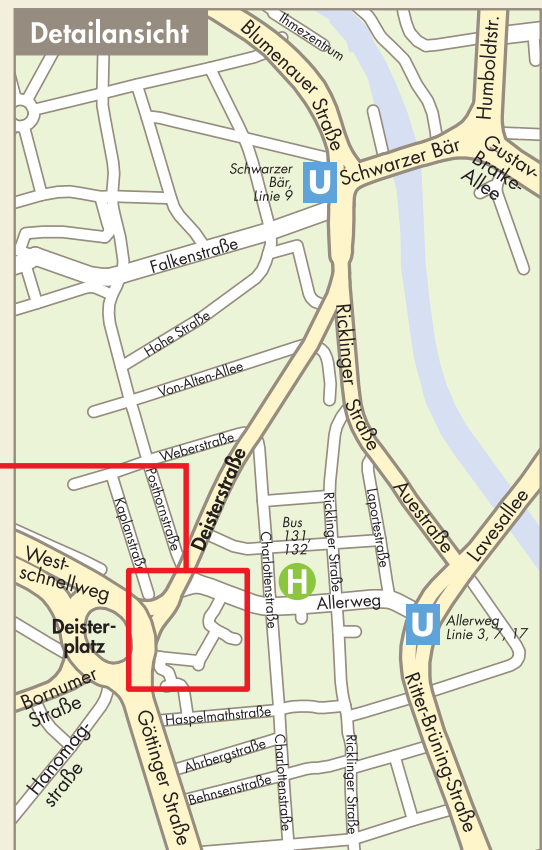 Detailansicht
Ihmezentrum
Blumenauer Straße
Humboldtstr.
Schwarzer Bär
Gustav-
Bratke-
Allee
Schwarzer
Bär,
Linie 9
U
Falkenstraße
Hohe Straße
Von-Alten-Allee
Weberstraße
Ricklinger Straße
Deisterstraße
Posthornstraße
Kaplanstraße
Auestraße
Lavesallee
Laportestraße
Ricklinger Straße
Charlottenstraße
Bus
131,
132
H
Allerweg
U
Allerweg
Linie 3, 7, 17
West-
schnellweg
Deister-
platz
Bornumer
Straße
Hanomag-
straße
Göttinger Straße
Haspelmathstraße
Ahrbergstraße
Behnsenstraße
Charlottenstraße
Ricklinger Straße
Ritter-Brüning-Straße